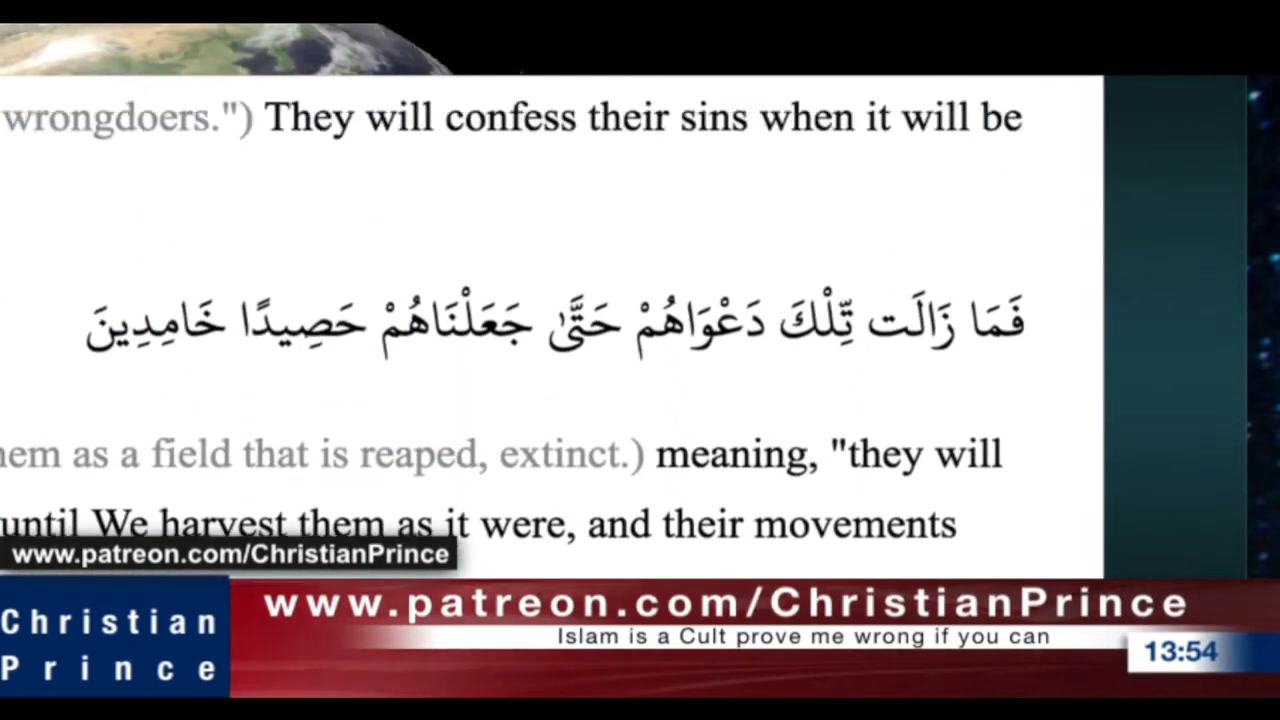 wrongdoers.") They will confess their sins when it will be
فَمَا زَالَت تِّلْكَ دَعْوَاهُمْ حَتَّىٰ جَعَلْنَاهُمْ حَصِيدًا خَامِدِينَ
as a field that is reaped, extinct.) meaning, "they will
until We harvest them as it were, and their movements
www.patreon.com/ChristianPrince
www.patreon.com/ChristianPrince
Islam is a Cult prove me wrong if you can
Christian
Prince
13:54